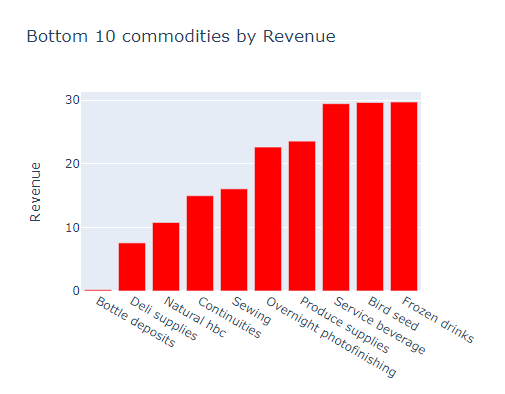 Bottom 10 commodities by Revenue
30
20
10
0
Revenue
Bottle deposits
Deli supplies
Natural hbc
Continuities
Sewing
Overnight photofinishing
Produce supplies
Service beverage
Bird seed
Frozen drinks